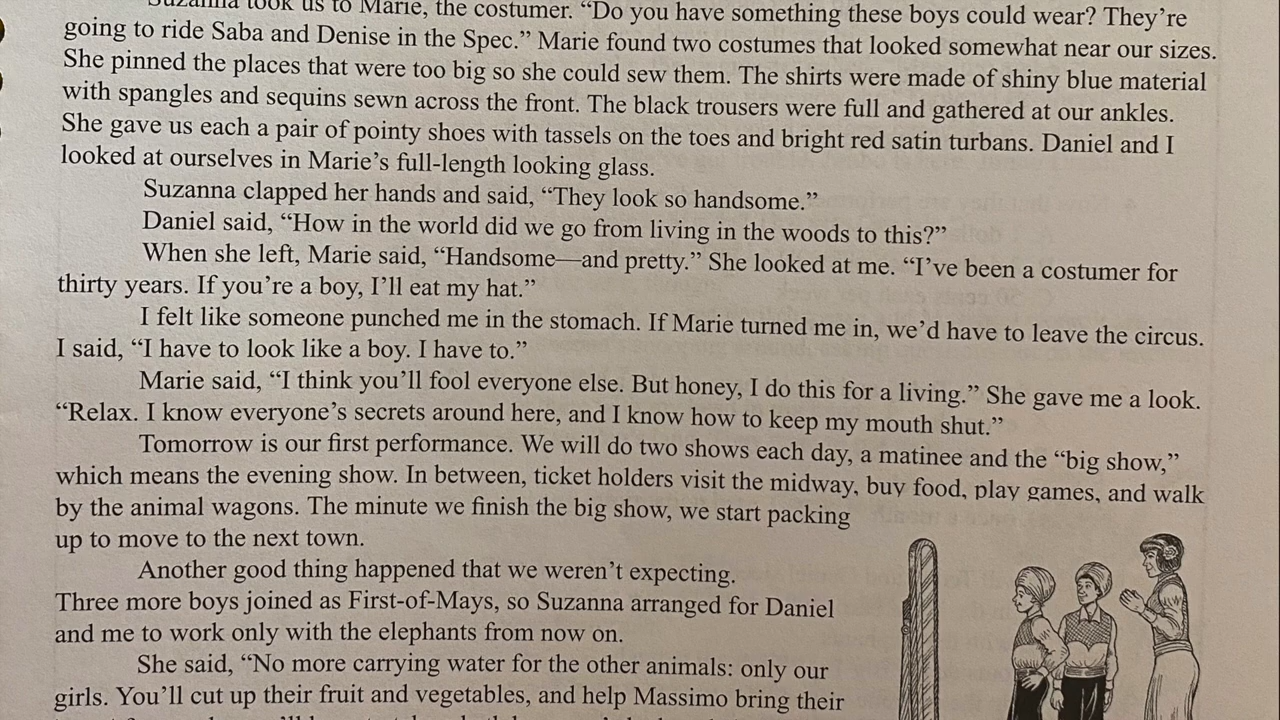 Suzanna took us to Marie, the costumer. “Do you have something these boys could wear? They’re
going to ride Saba and Denise in the Spec.” Marie found two costumes that looked somewhat near our sizes.
She pinned the places that were too big so she could sew them. The shirts were made of shiny blue material
with spangles and sequins sewn across the front. The black trousers were full and gathered at our ankles.
She gave us each a pair of pointy shoes with tassels on the toes and bright red satin turbans. Daniel and I
looked at ourselves in Marie’s full-length looking glass.
Suzanna clapped her hands and said, “They look so handsome.”
Daniel said, “How in the world did we go from living in the woods to this?”
When she left, Marie said, “Handsome—and pretty.” She looked at me. “I’ve been a costumer for
thirty years. If you’re a boy, I’ll eat my hat.”
I felt like someone punched me in the stomach. If Marie turned me in, we’d have to leave the circus.
I said, “I have to look like a boy. I have to.”
Marie said, “I think you’ll fool everyone else. But honey, I do this for a living.” She gave me a look.
“Relax. I know everyone’s secrets around here, and I know how to keep my mouth shut.”
Tomorrow is our first performance. We will do two shows each day, a matinee and the “big show,”
which means the evening show. In between, ticket holders visit the midway, buy food, play games, and walk
by the animal wagons. The minute we finish the big show, we start packing
up to move to the next town.
Another good thing happened that we weren’t expecting.
Three more boys joined as First-of-Mays, so Suzanna arranged for Daniel
and me to work only with the elephants from now on.
She said, “No more carrying water for the other animals: only our
girls. You’ll cut up their fruit and vegetables, and help Massimo bring their